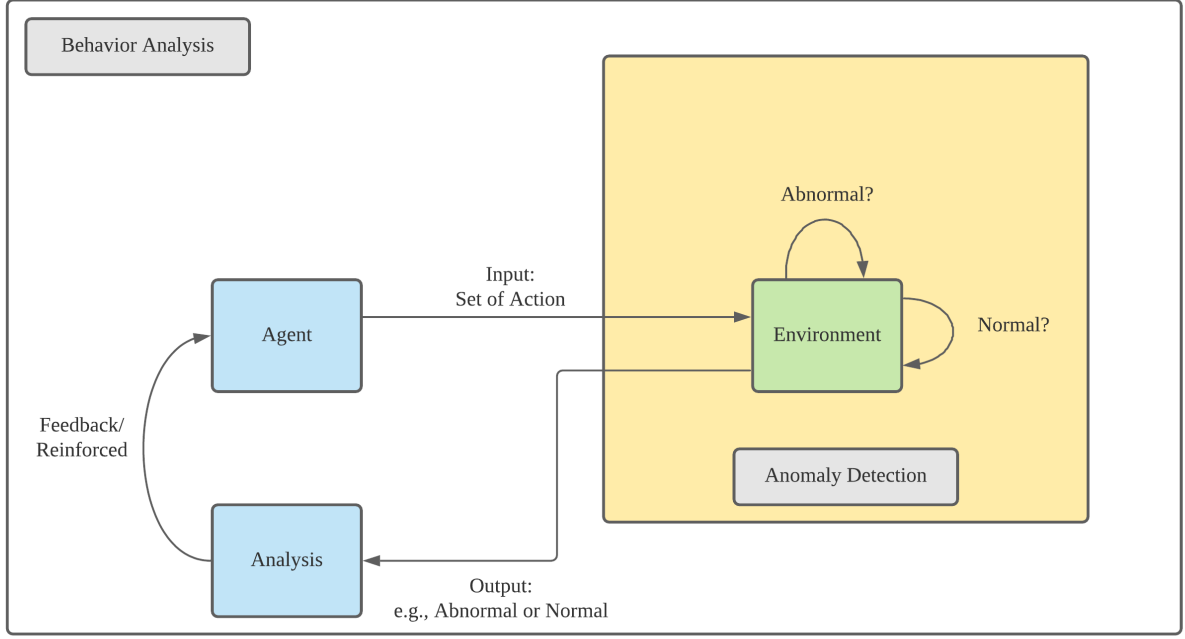 Behavior Analysis
Abnormal?
Input:
Set of Action
Agent
Environment
Normal?
Feedback/
Reinforced
Anomaly Detection
Analysis
Output:
e.g., Abnormal or Normal